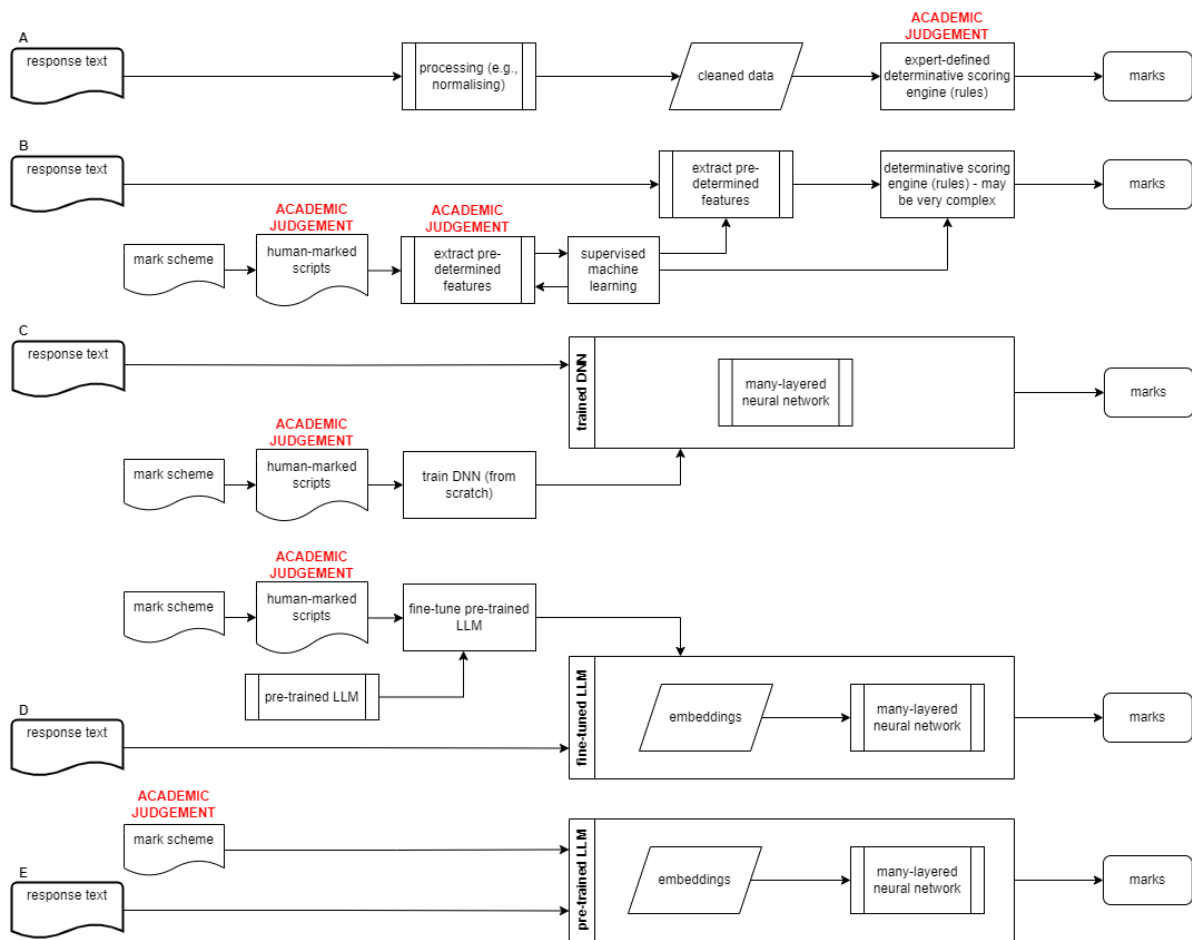 A
response text
processing (e.g.,
normalising)
cleaned data
ACADEMIC
JUDGEMENT
expert-defined
determinative scoring
engine (rules)
marks
B
response text
extract pre-
determined
features
determinative scoring
engine (rules) - may
be very complex
marks
mark scheme
ACADEMIC
JUDGEMENT
human-marked
scripts
ACADEMIC
JUDGEMENT
extract pre-
determined
features
supervised
machine
learning
C
response text
trained DNN
many-layered
neural network
marks
mark scheme
ACADEMIC
JUDGEMENT
human-marked
scripts
train DNN (from
scratch)
mark scheme
ACADEMIC
JUDGEMENT
human-marked
scripts
fine-tune pre-trained
LLM
pre-trained LLM
D
response text
fine-tuned LLM
embeddings
many-layered
neural network
marks
ACADEMIC
JUDGEMENT
mark scheme
E
response text
pre-trained LLM
embeddings
many-layered
neural network
marks